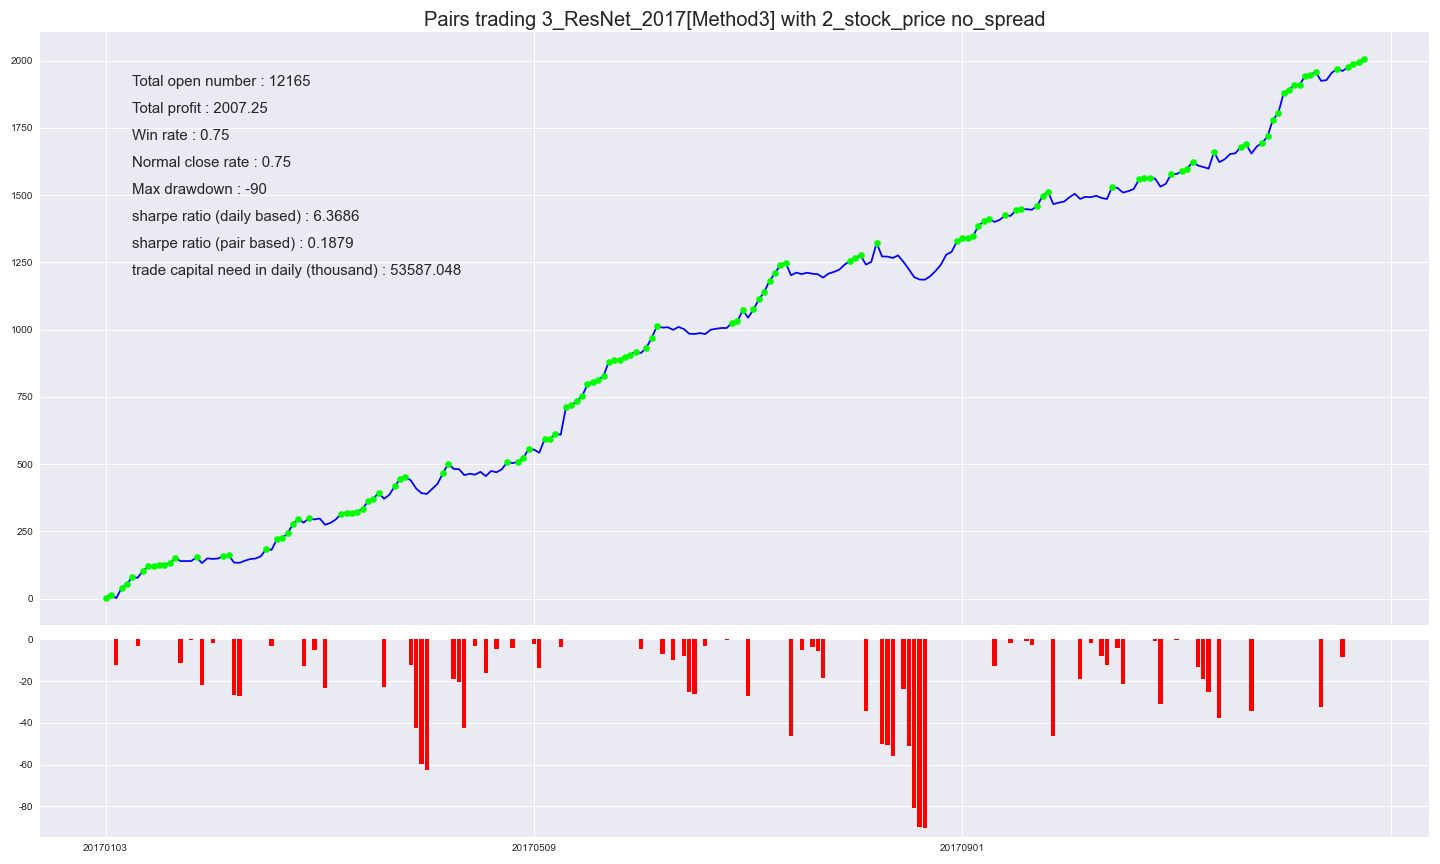 Pairs trading 3_ResNet_2017[Method3] with 2_stock_price no_spread
2000
1750
1500
1250
1000
750
500
250
0
Total open number : 12165
Total profit : 2007.25
Win rate : 0.75
Normal close rate : 0.75
Max drawdown : -90
sharpe ratio (daily based) : 6.3686
sharpe ratio (pair based) : 0.1879
trade capital need in daily (thousand) : 53587.048
0
-20
-40
-60
-80
20170103
20170509
20170901